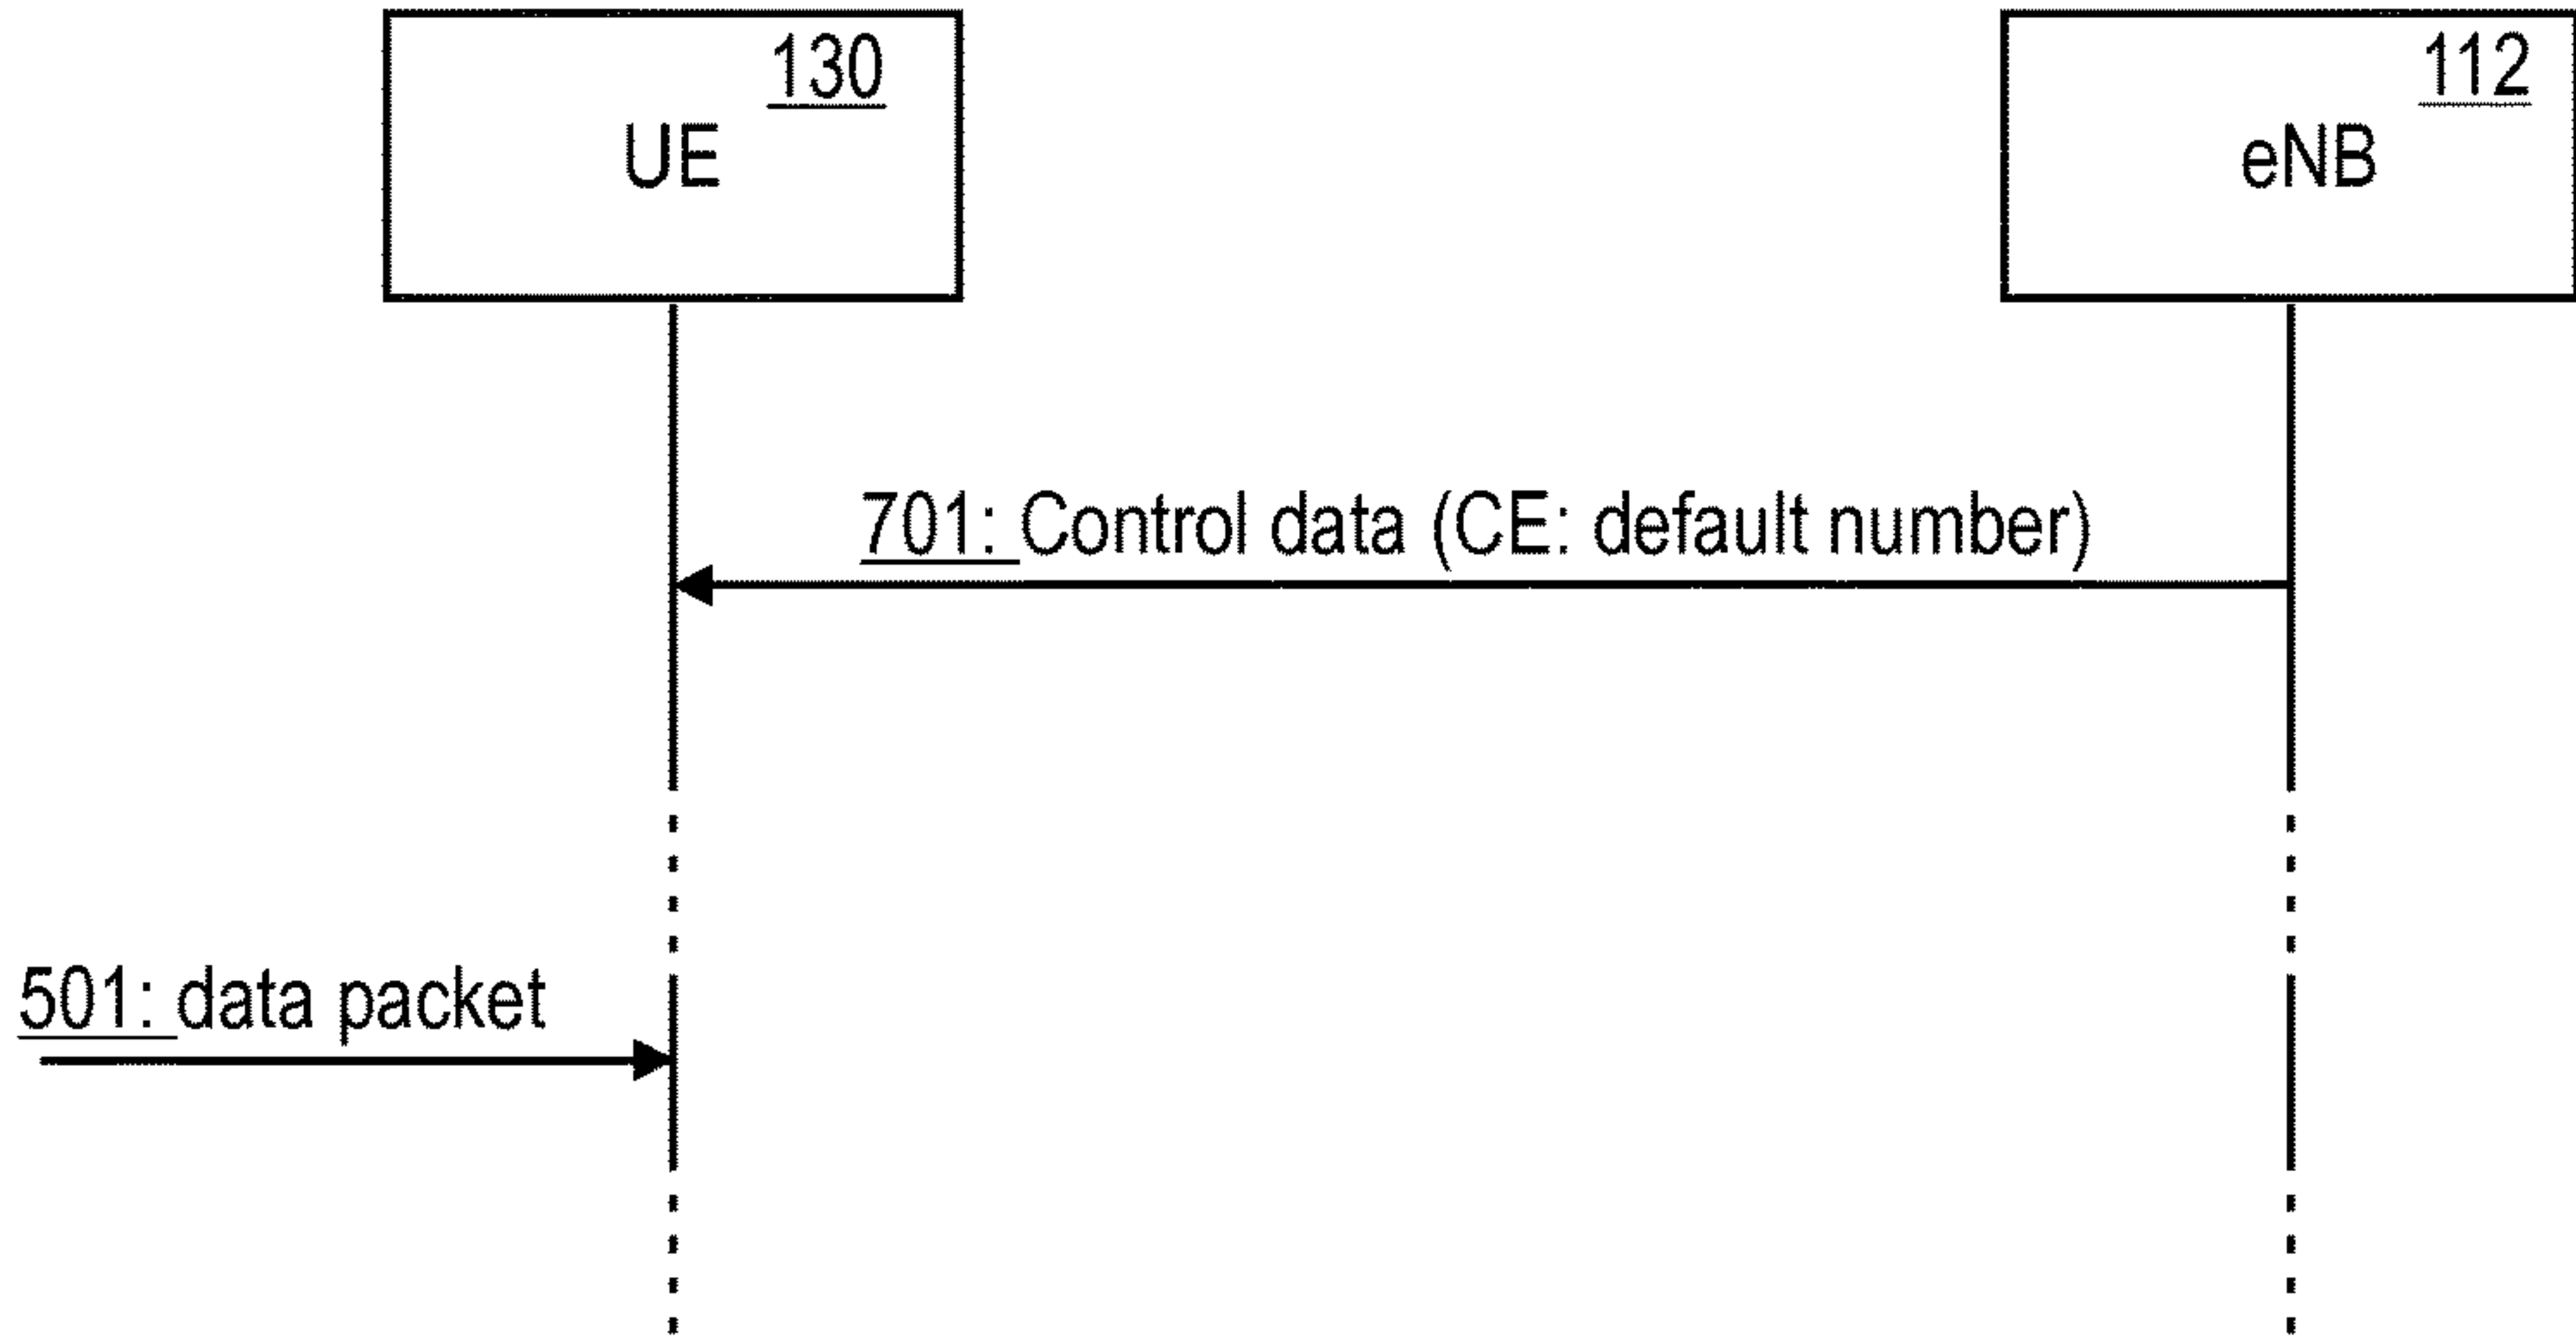 130
UE
112
eNB
701: Control data (CE: default number)
501: data packet